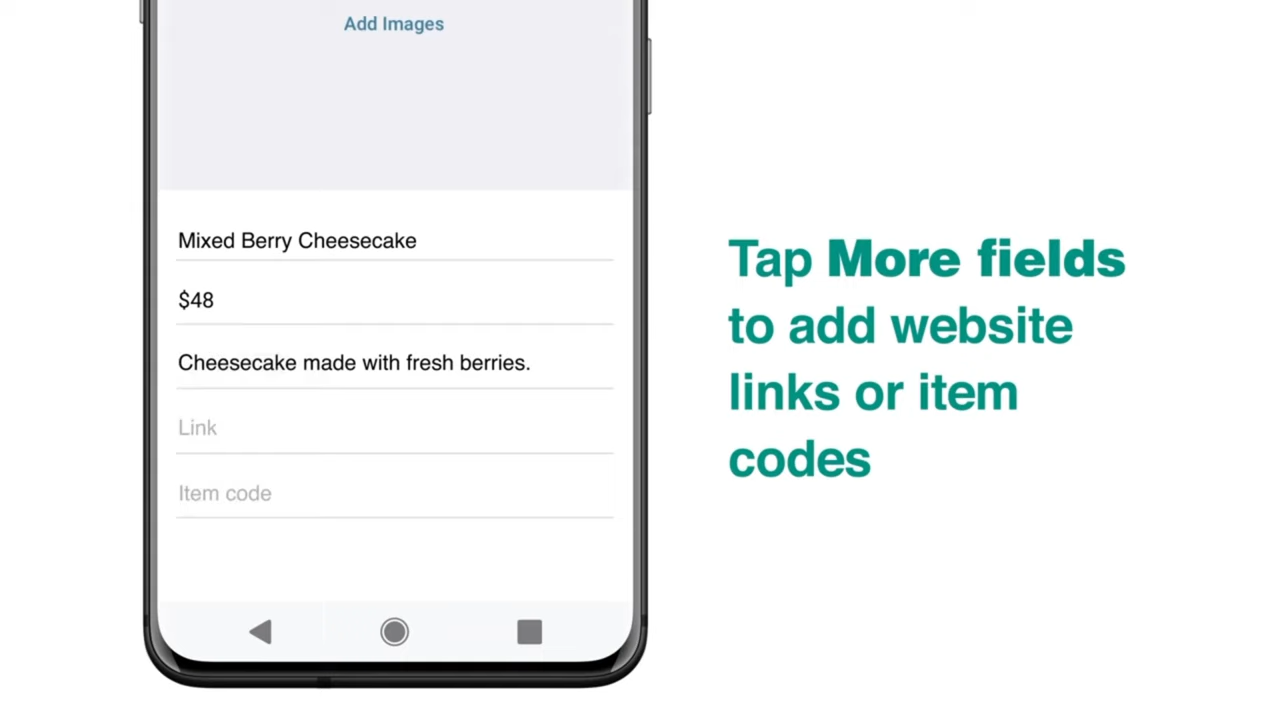 Add Images
Mixed Berry Cheesecake
$48
Cheesecake made with fresh berries.
Link
Item code
Tap More fields
to add website
links or item
codes